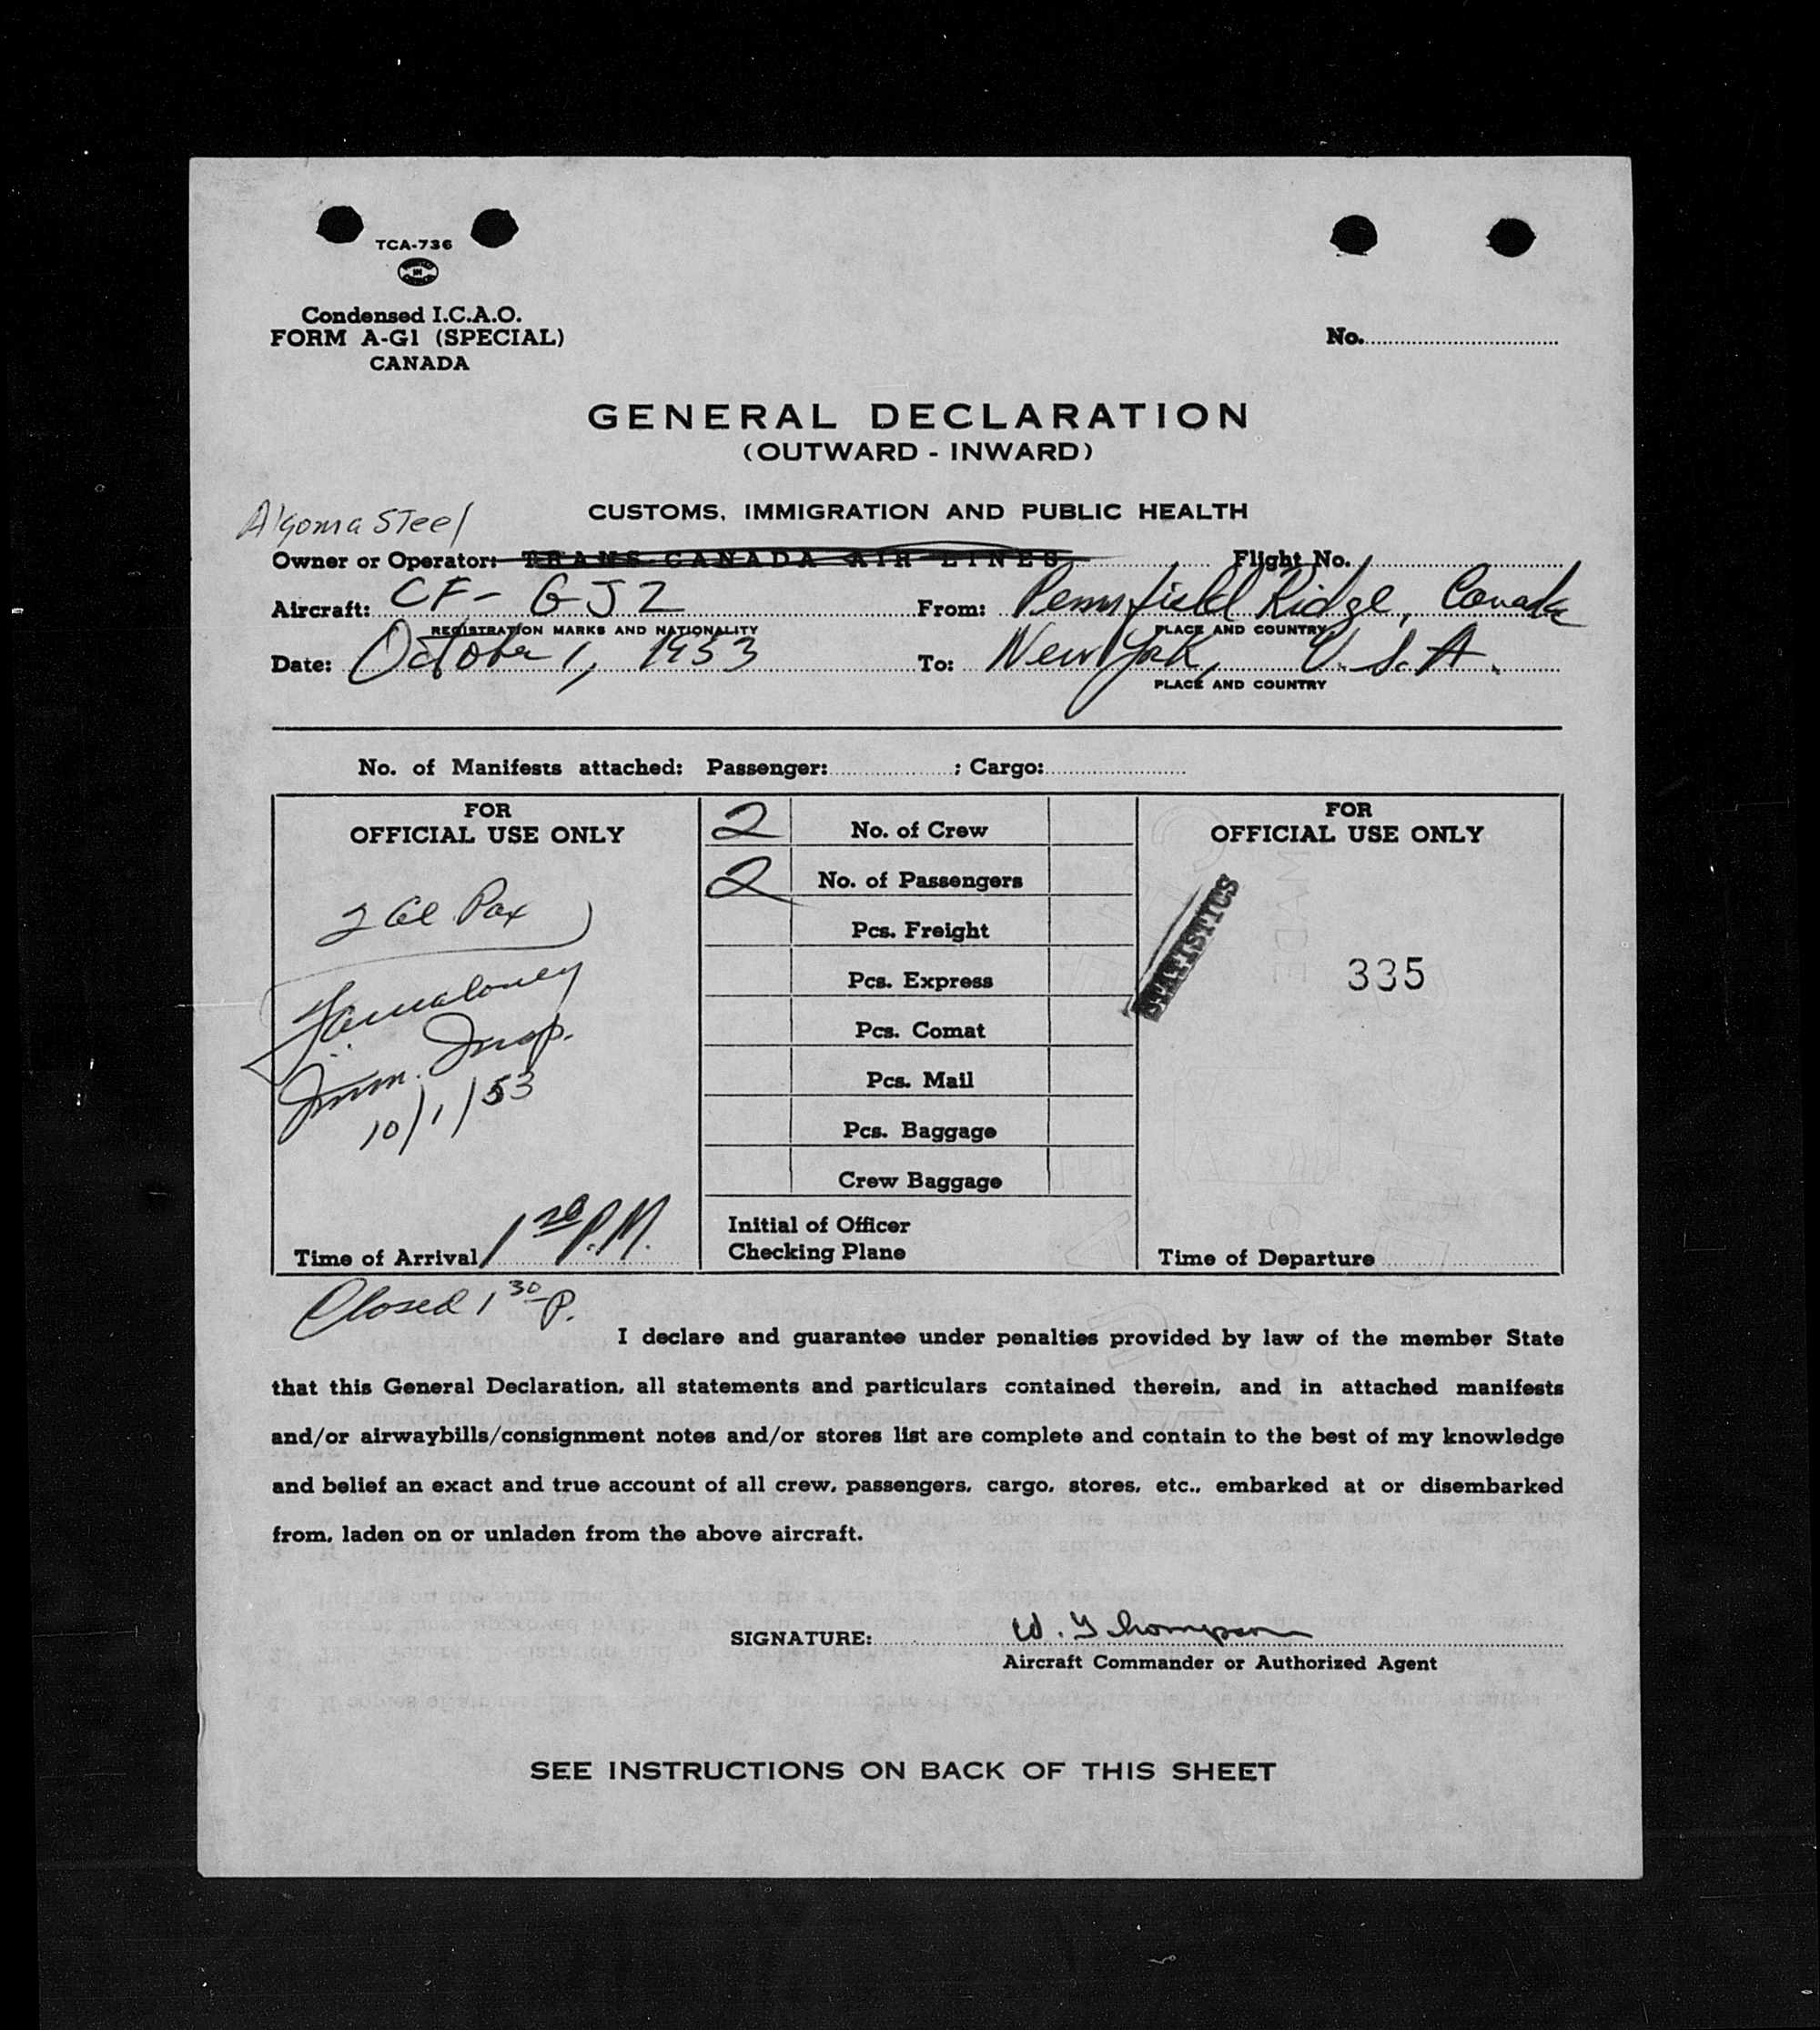 TCA-736
Condensed I.C.A.O.
FORM A-G1 (SPECIAL)
CANADA
No.
GENERAL DECLARATION
(OUTWARD - INWARD)
CUSTOMS, IMMIGRATION AND PUBLIC HEALTH
Algoma Steel
Owner or Operator: TRANS-CANADA AIR LINES Flight No.
Aircraft: CF-GJZ From: Pennfield Ridge, Canada
REGISTRATION MARKS AND NATIONALITY PLACE AND COUNTRY
Date: October 1, 1953 To: New York, U.S.A.
PLACE AND COUNTRY
No. of Manifests attached: Passenger: ; Cargo:
FOR
OFFICIAL USE ONLY
2 Pax
Imm. Insp.
10/1/53
Time of Arrival 1 20 P.M.
2 No. of Crew
2 No. of Passengers
Pcs. Freight
Pcs. Express
Pcs. Comat
Pcs. Mail
Pcs. Baggage
Crew Baggage
Initial of Officer
Checking Plane
FOR
OFFICIAL USE ONLY
STATISTICS
335
Time of Departure
Closed 1 30 P.
I declare and guarantee under penalties provided by law of the member State
that this General Declaration, all statements and particulars contained therein, and in attached manifests
and/or airwaybills/consignment notes and/or stores list are complete and contain to the best of my knowledge
and belief an exact and true account of all crew, passengers, cargo, stores, etc., embarked at or disembarked
from, laden on or unladen from the above aircraft.
SIGNATURE: W. Thompson
Aircraft Commander or Authorized Agent
SEE INSTRUCTIONS ON BACK OF THIS SHEET